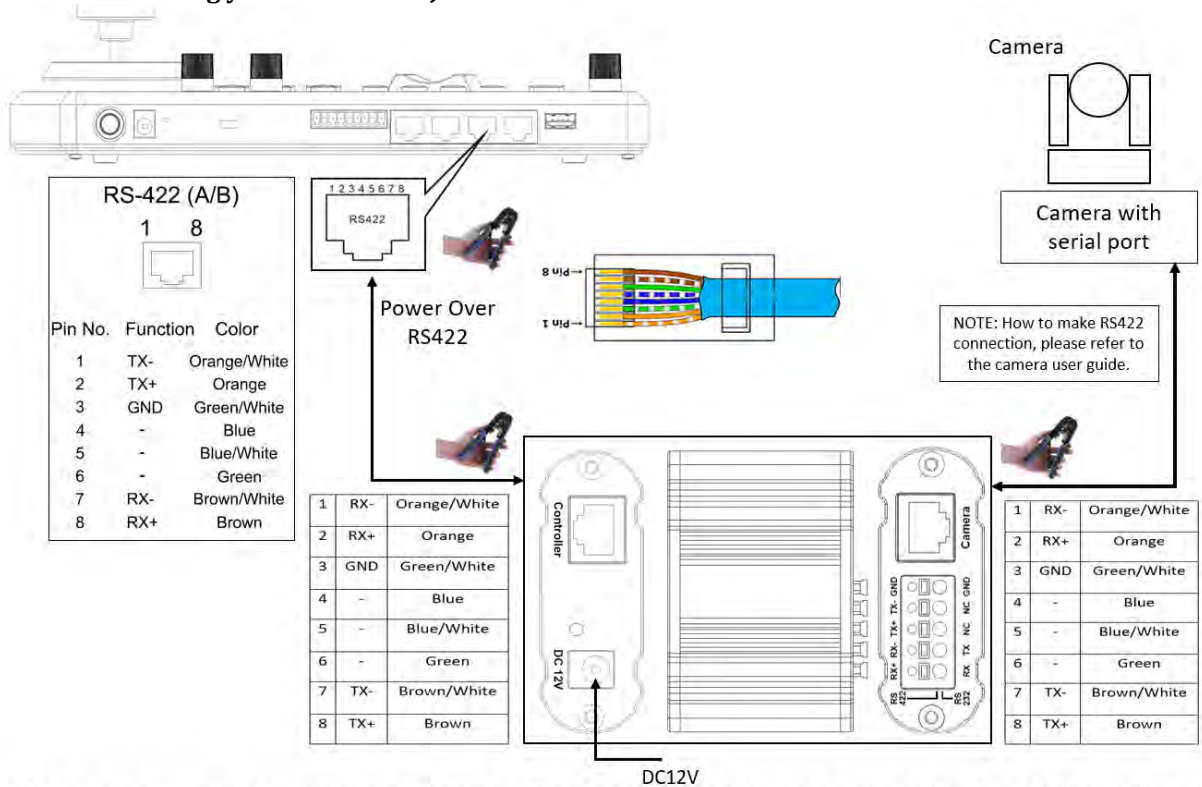 Camera
RS-422 (A/B)
1 8
Pin No. Function Color
1 TX- Orange/White
2 TX+ Orange
3 GND Green/White
4 - Blue
5 - Blue/White
6 - Green
7 RX- Brown/White
8 RX+ Brown
1 2 3 4 5 6 7 8
RS422
Power Over
RS422
Pin 8
Pin 1
Camera with
serial port
NOTE: How to make RS422
connection, please refer to
the camera user guide.
1 RX- Orange/White
2 RX+ Orange
3 GND Green/White
4 - Blue
5 - Blue/White
6 - Green
7 TX- Brown/White
8 TX+ Brown
Controller
DC 12V
Camera
RX+ RX- TX+ TX- GND
RX TX NC NC GND
RS
422
RS
232
1 RX- Orange/White
2 RX+ Orange
3 GND Green/White
4 - Blue
5 - Blue/White
6 - Green
7 TX- Brown/White
8 TX+ Brown
DC12V